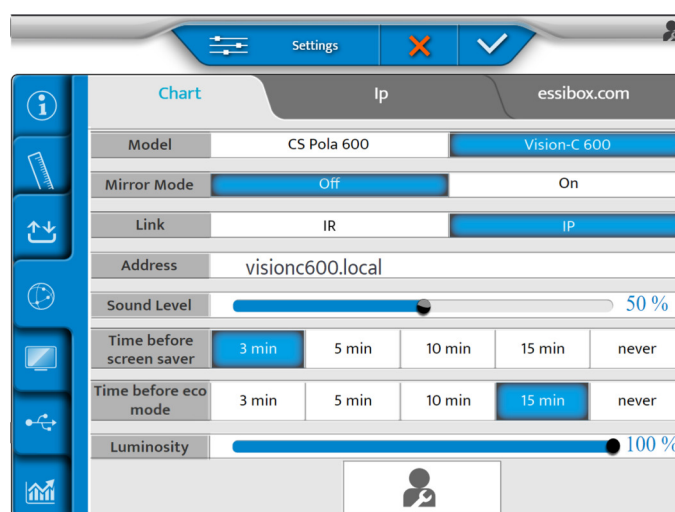 Settings
Chart Ip essibox.com
Model CS Pola 600 Vision-C 600
Mirror Mode Off On
Link IR IP
Address visionc600.local
Sound Level 50 %
Time before
screen saver 3 min 5 min 10 min 15 min never
Time before eco
mode 3 min 5 min 10 min 15 min never
Luminosity 100 %